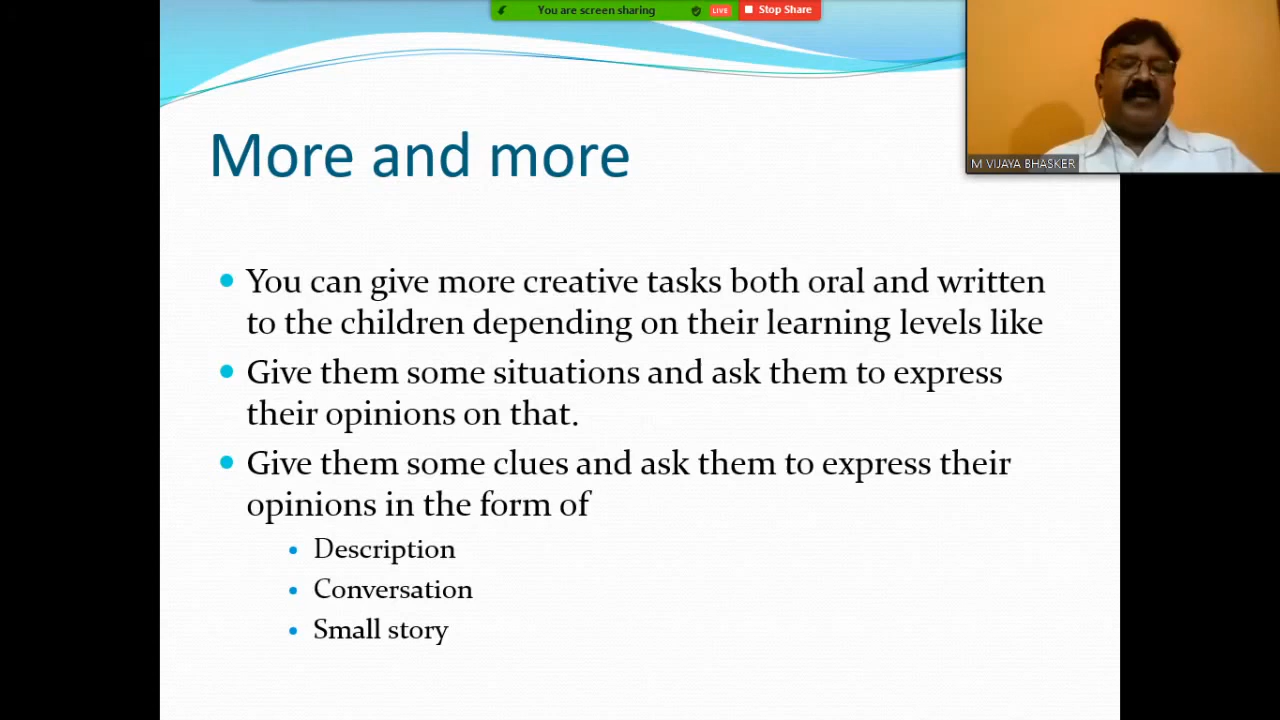 You are screen sharing
LIVE
Stop Share
M VIJAYA BHASKER
More and more
You can give more creative tasks both oral and written
to the children depending on their learning levels like
Give them some situations and ask them to express
their opinions on that.
Give them some clues and ask them to express their
opinions in the form of
Description
Conversation
Small story